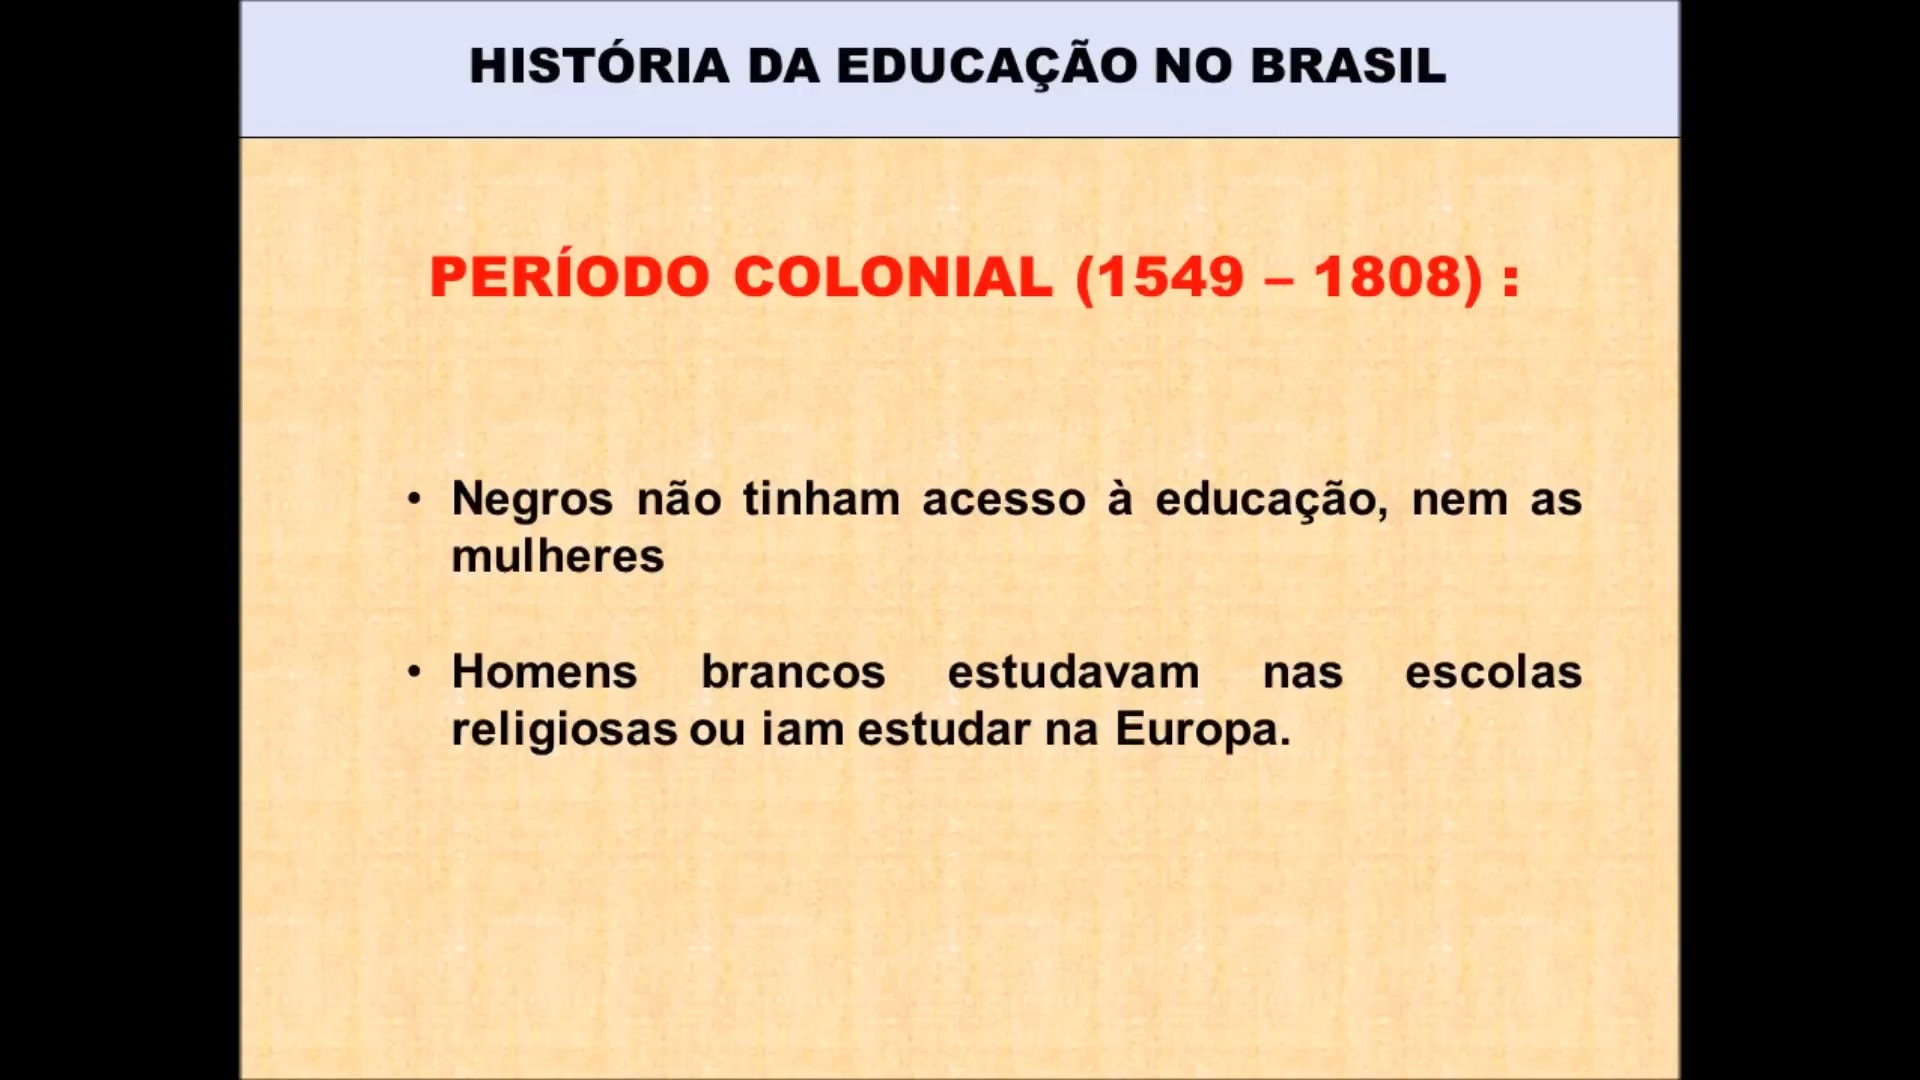 HISTÓRIA DA EDUCAÇÃO NO BRASIL
PERÍODO COLONIAL (1549 – 1808) :
• Negros não tinham acesso à educação, nem as
mulheres
• Homens brancos estudavam nas escolas
religiosas ou iam estudar na Europa.